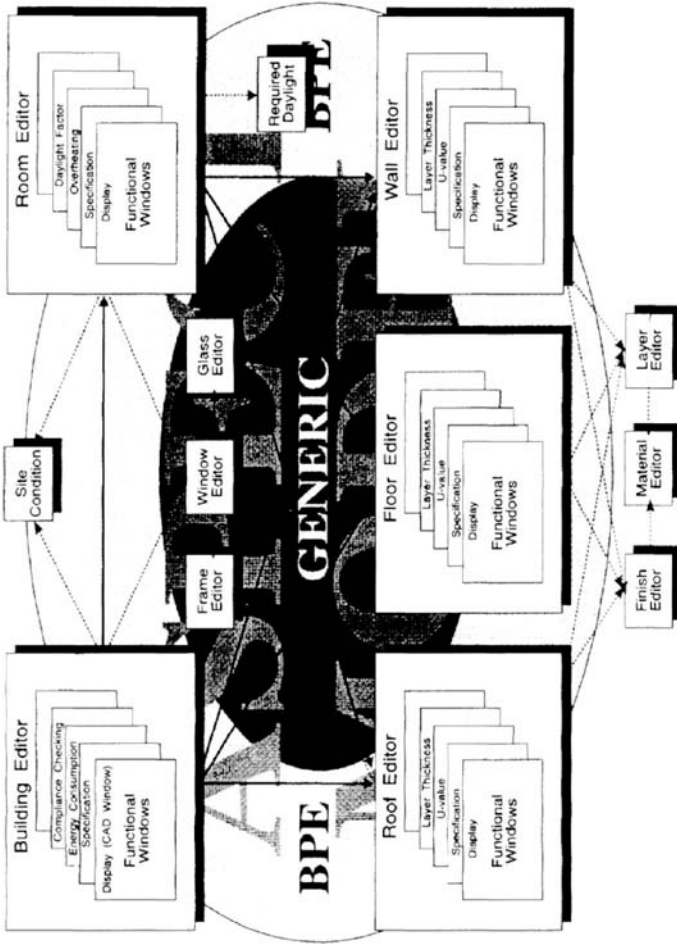 Building Editor
Compliance Checking
Energy Consumption
Specification
Display (CAD Window)
Functional
Windows
Site
Condition
Room Editor
Daylight Factor
Overheating
Specification
Display
Functional
Windows
Required
Daylight
Frame
Editor
Window
Editor
Glass
Editor
BPE
GENERIC
BPE
Roof Editor
Layer Thickness
U-value
Specification
Display
Functional
Windows
Floor Editor
Layer Thickness
U-value
Specification
Display
Functional
Windows
Wall Editor
Layer Thickness
U-value
Specification
Display
Functional
Windows
Finish
Editor
Material
Editor
Layer
Editor